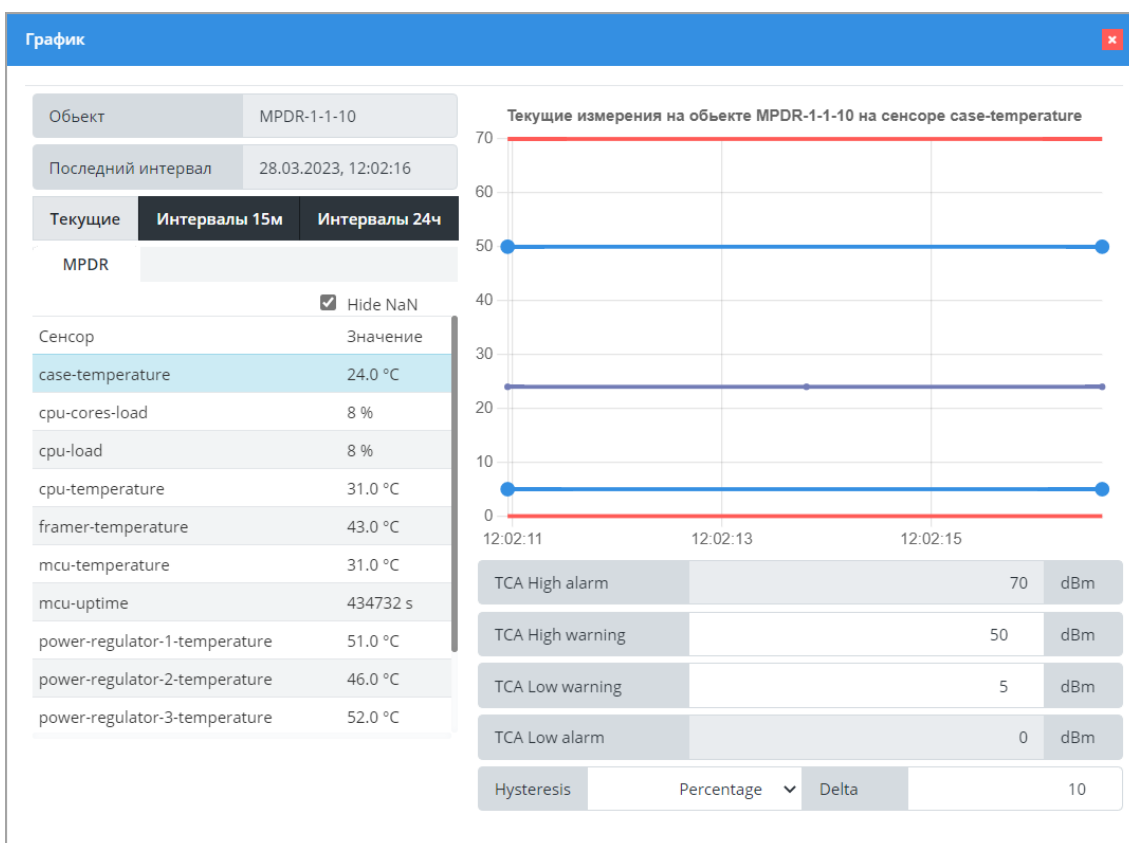 График
Обьект MPDR-1-1-10
Последний интервал 28.03.2023, 12:02:16
Текущие Интервалы 15м Интервалы 24ч
MPDR
Hide NaN
Сенсор Значение
case-temperature 24.0 °C
cpu-cores-load 8 %
cpu-load 8 %
cpu-temperature 31.0 °C
framer-temperature 43.0 °C
mcu-temperature 31.0 °C
mcu-uptime 434732 s
power-regulator-1-temperature 51.0 °C
power-regulator-2-temperature 46.0 °C
power-regulator-3-temperature 52.0 °C
Текущие измерения на обьекте MPDR-1-1-10 на сенсоре case-temperature
70
60
50
40
30
20
10
0
12:02:11 12:02:13 12:02:15
TCA High alarm 70 dBm
TCA High warning 50 dBm
TCA Low warning 5 dBm
TCA Low alarm 0 dBm
Hysteresis Percentage Delta 10